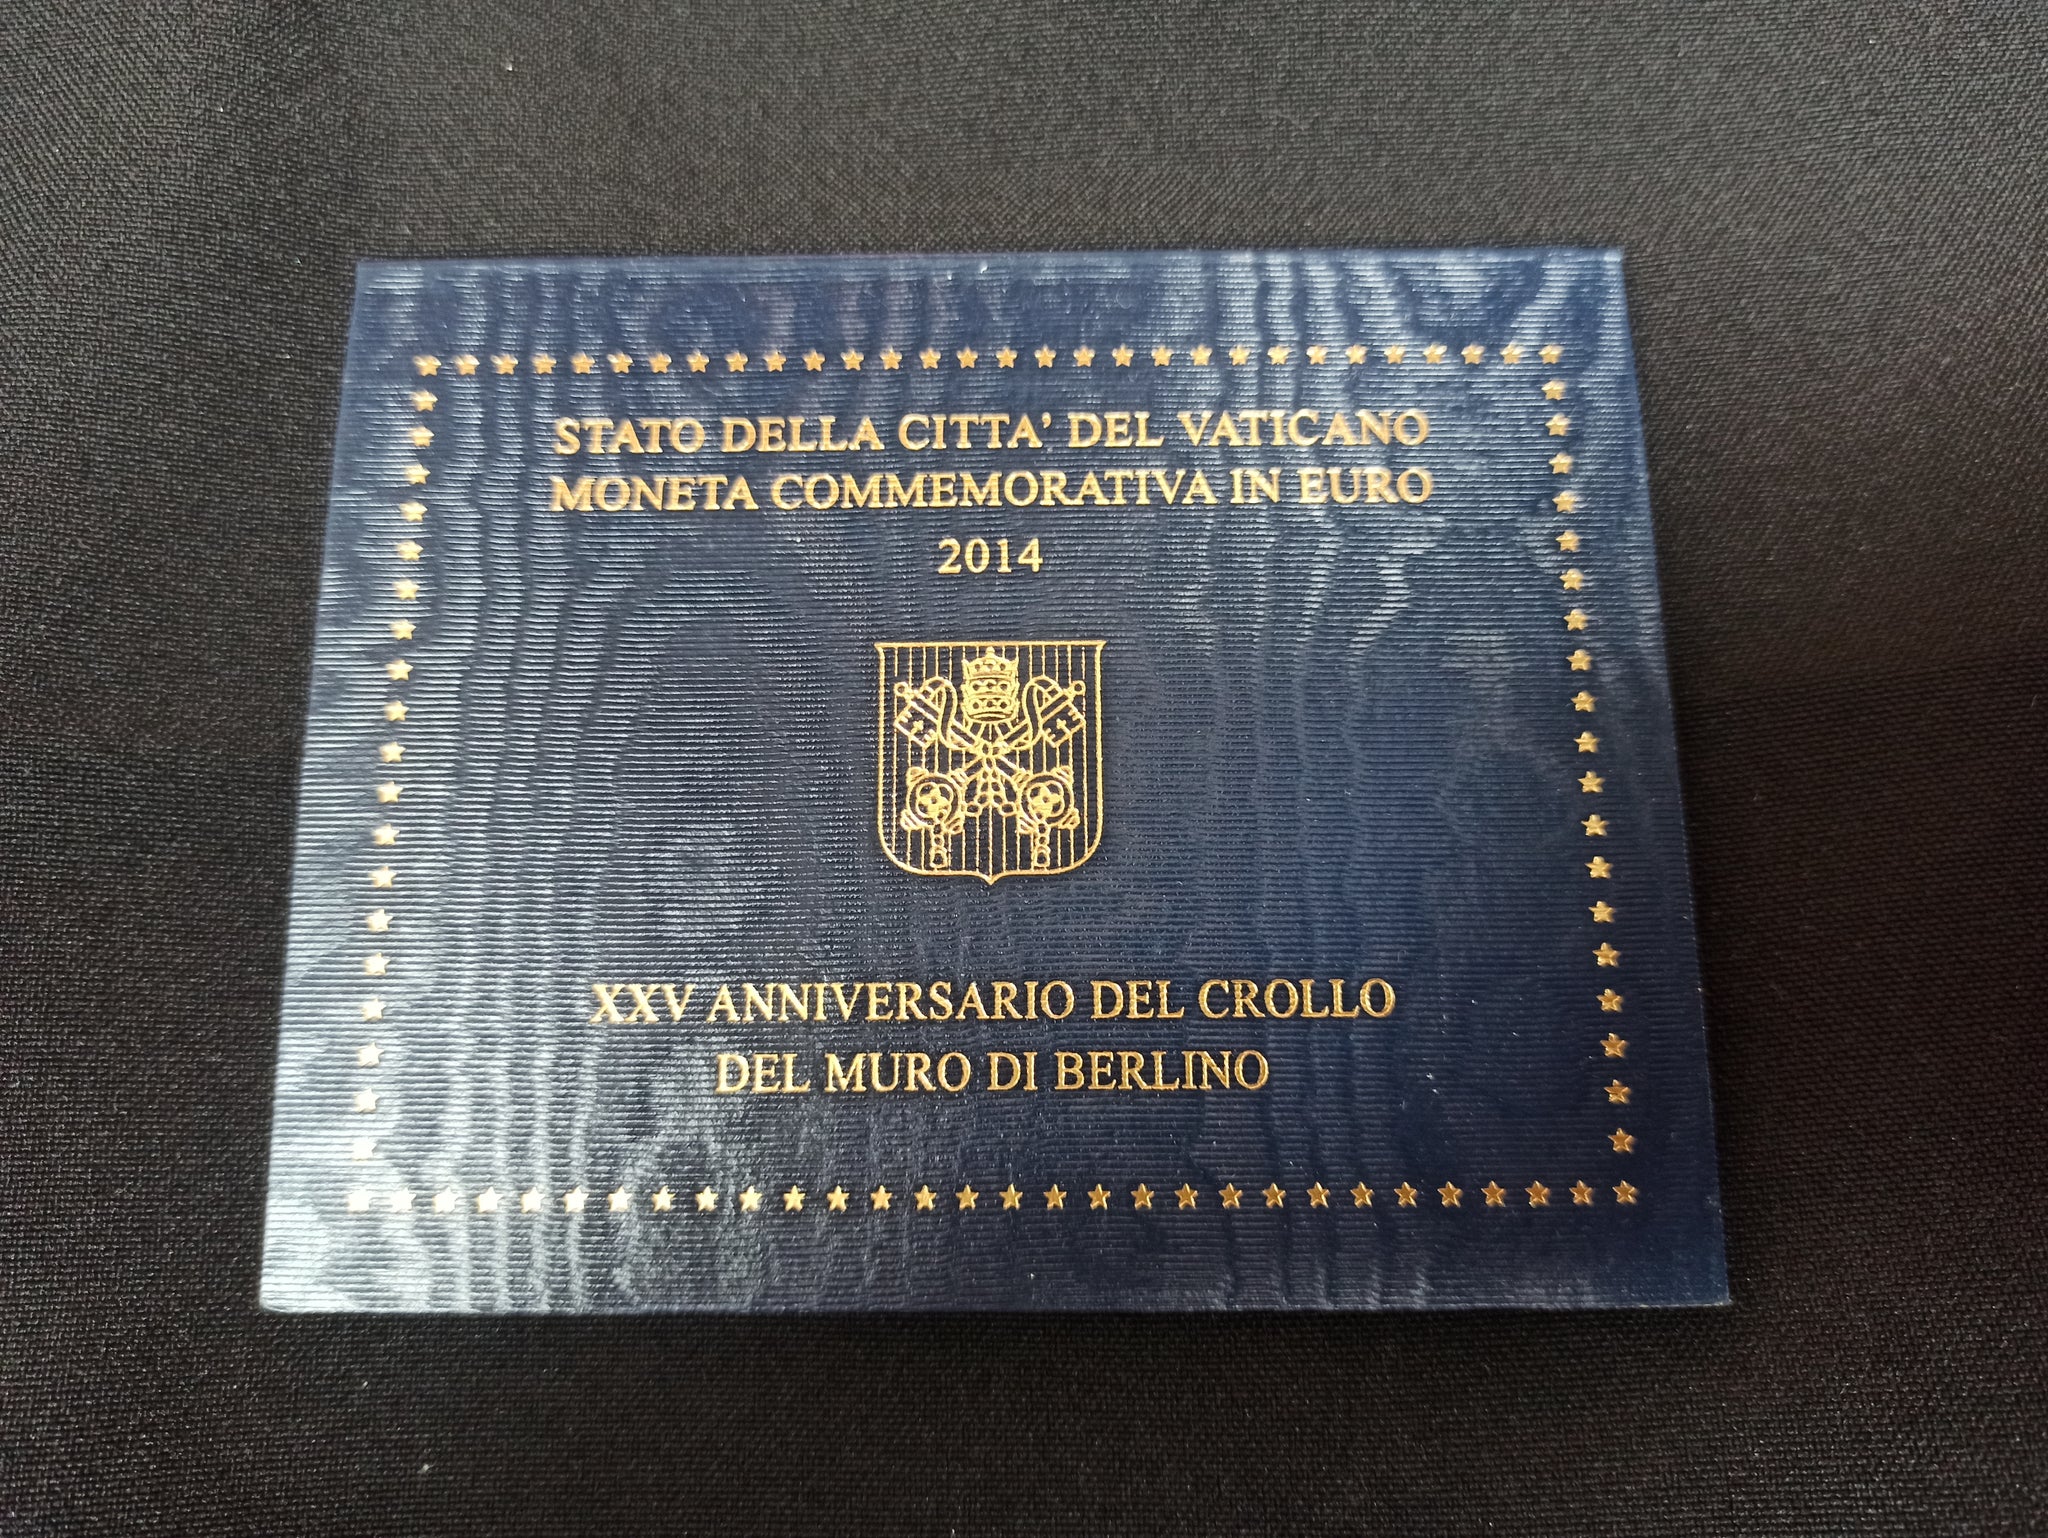 STATO DELLA CITTA' DEL VATICANO
MONETA COMMEMORATIVA IN EURO
2014
XXV ANNIVERSARIO DEL CROLLO
DEL MURO DI BERLINO